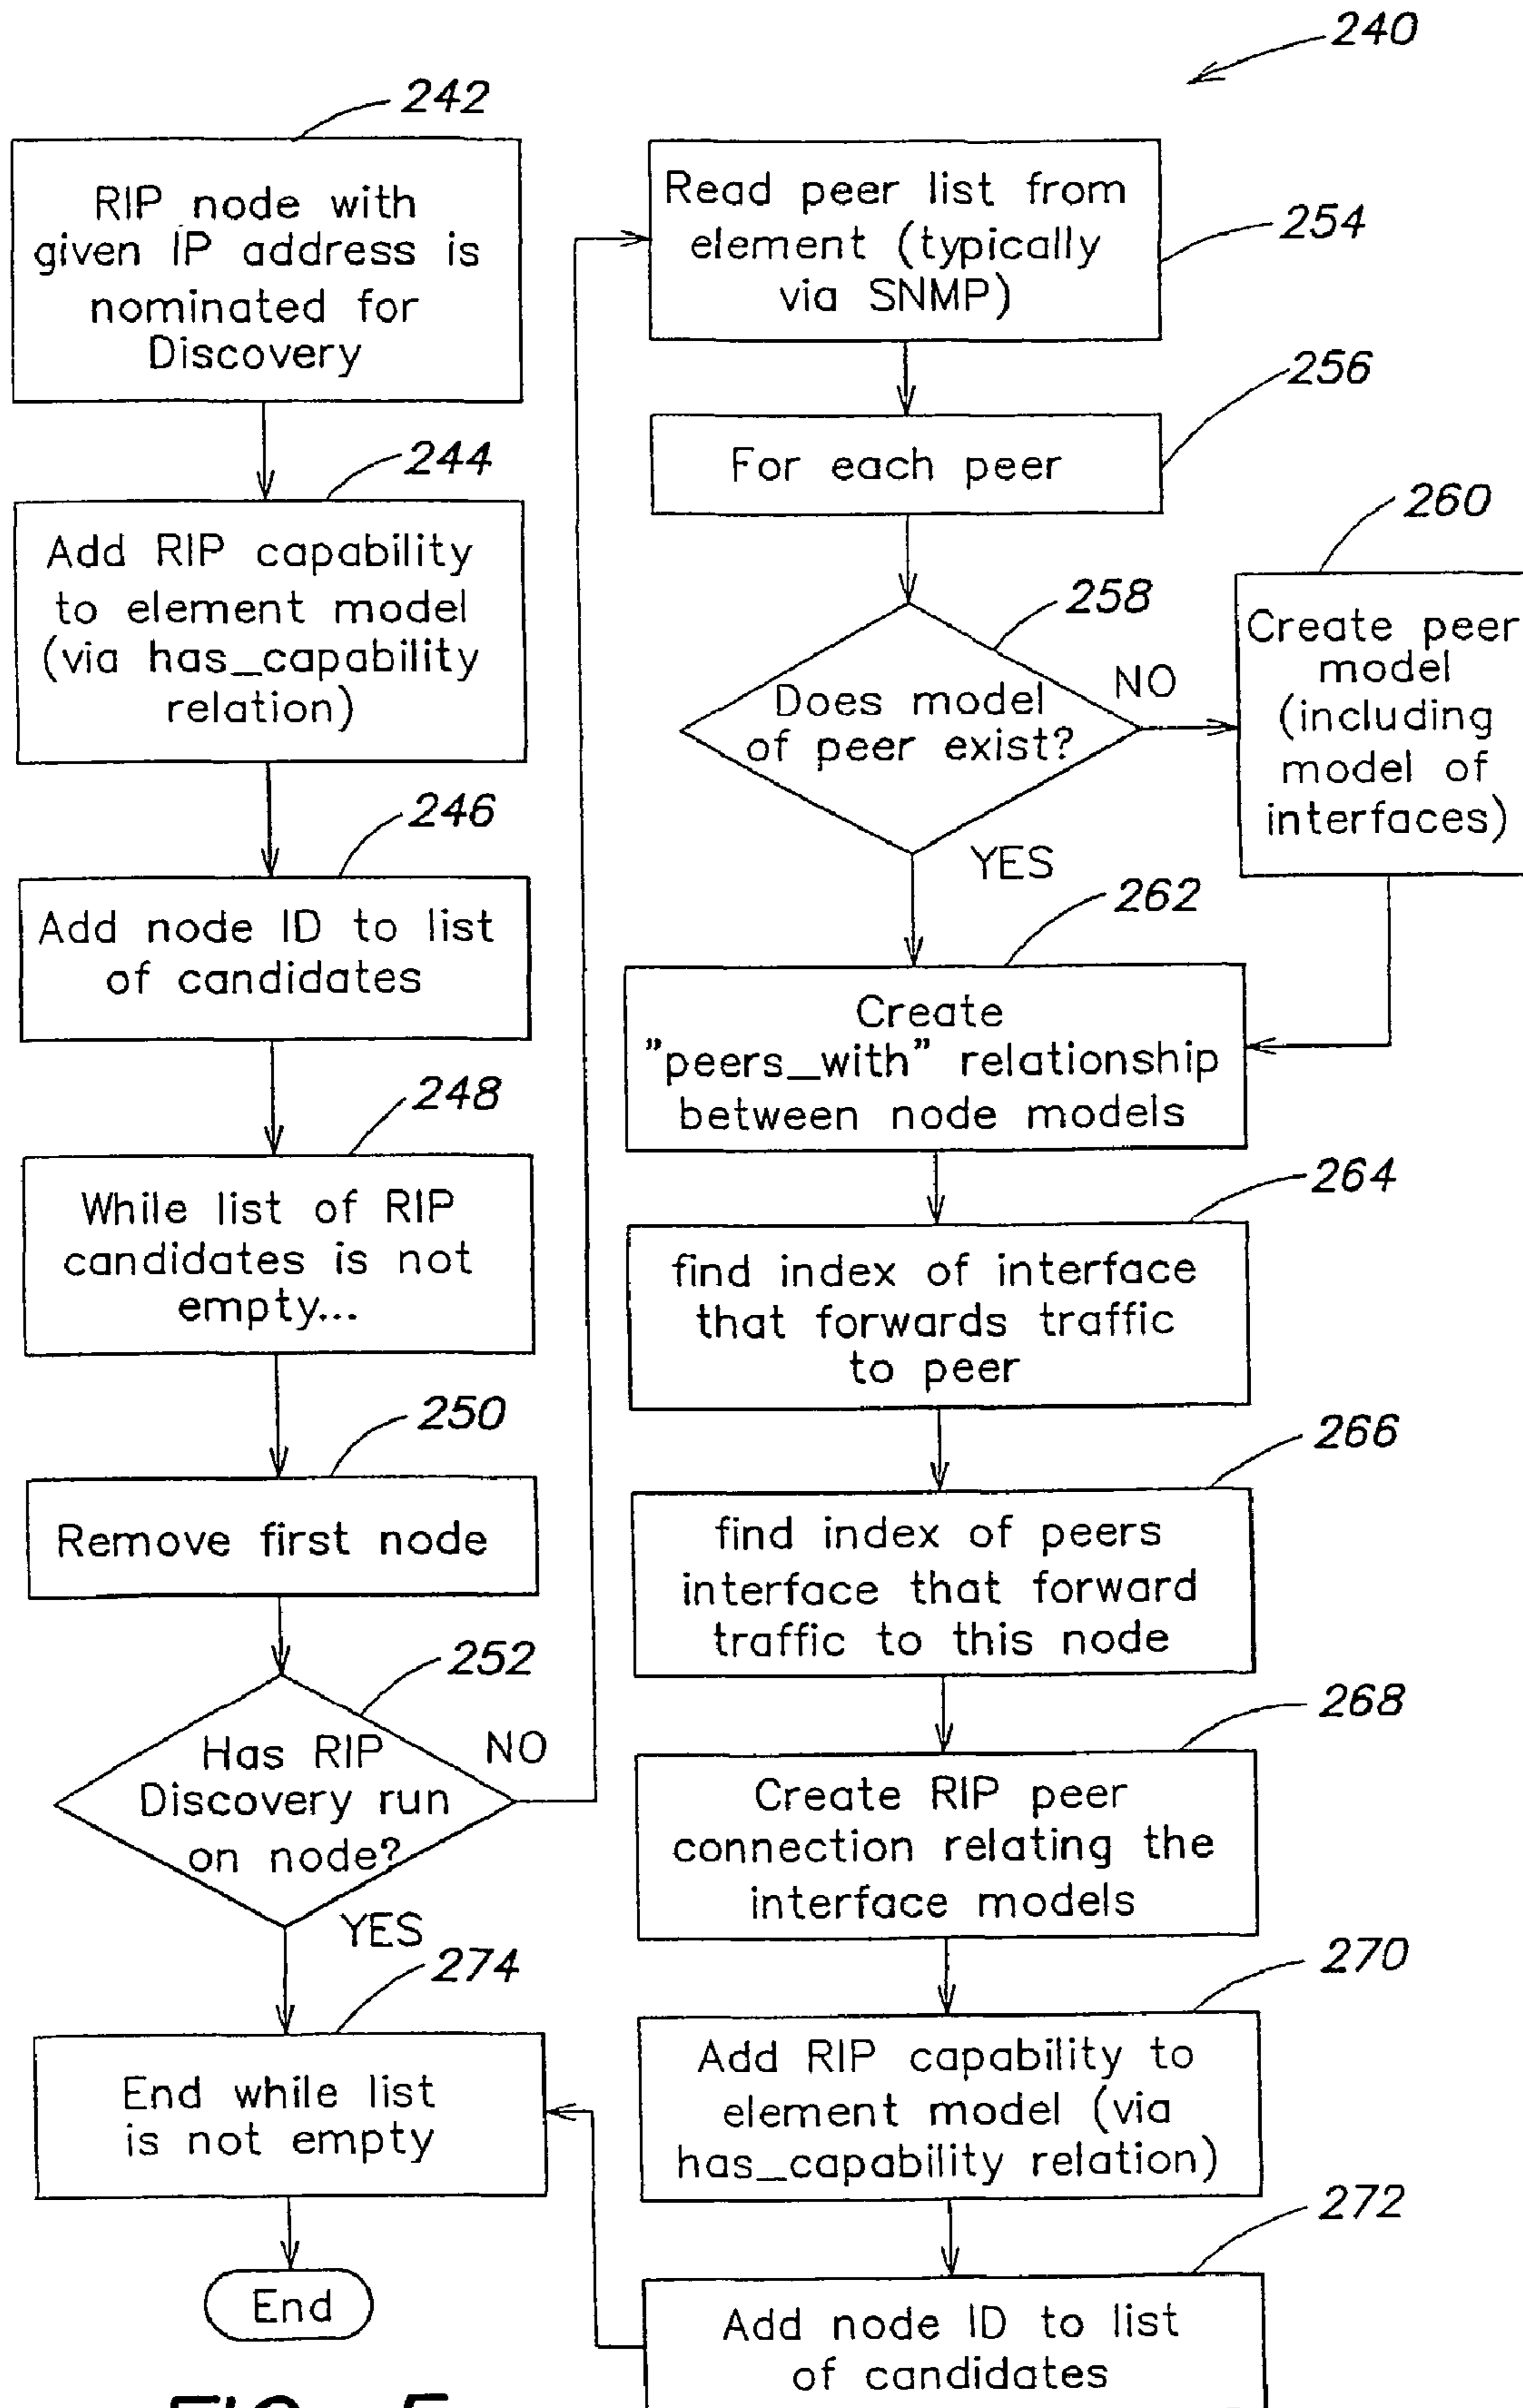 240
242
RIP node with
given IP address is
nominated for
Discovery
244
Add RIP capability
to element model
(via has_capability
relation)
246
Add node ID to list
of candidates
248
While list of RIP
candidates is not
empty...
250
Remove first node
252
Has RIP
Discovery run
on node?
NO
YES
274
End while list
is not empty
End
254
Read peer list from
element (typically
via SNMP)
256
For each peer
258
Does model
of peer exist?
NO
YES
260
Create peer
model
(including
model of
interfaces)
262
Create
"peers_with" relationship
between node models
264
find index of interface
that forwards traffic
to peer
266
find index of peers
interface that forward
traffic to this node
268
Create RIP peer
connection relating the
interface models
270
Add RIP capability to
element model (via
has_capability relation)
272
Add node ID to list
of candidates